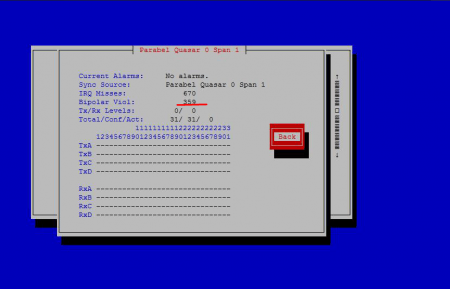 Parabel Quasar 0 Span 1
Current Alarms: No alarms.
Sync Source: Parabel Quasar 0 Span 1
IRQ Misses: 670
Bipolar Viol: 359
Tx/Rx Levels: 0/ 0
Total/Conf/Act: 31/ 31/ 0
1111111111222222222233
1234567890123456789012345678901
TxA -------------------------------
TxB -------------------------------
TxC -------------------------------
TxD -------------------------------
Back
RxA -------------------------------
RxB -------------------------------
RxC -------------------------------
RxD -------------------------------